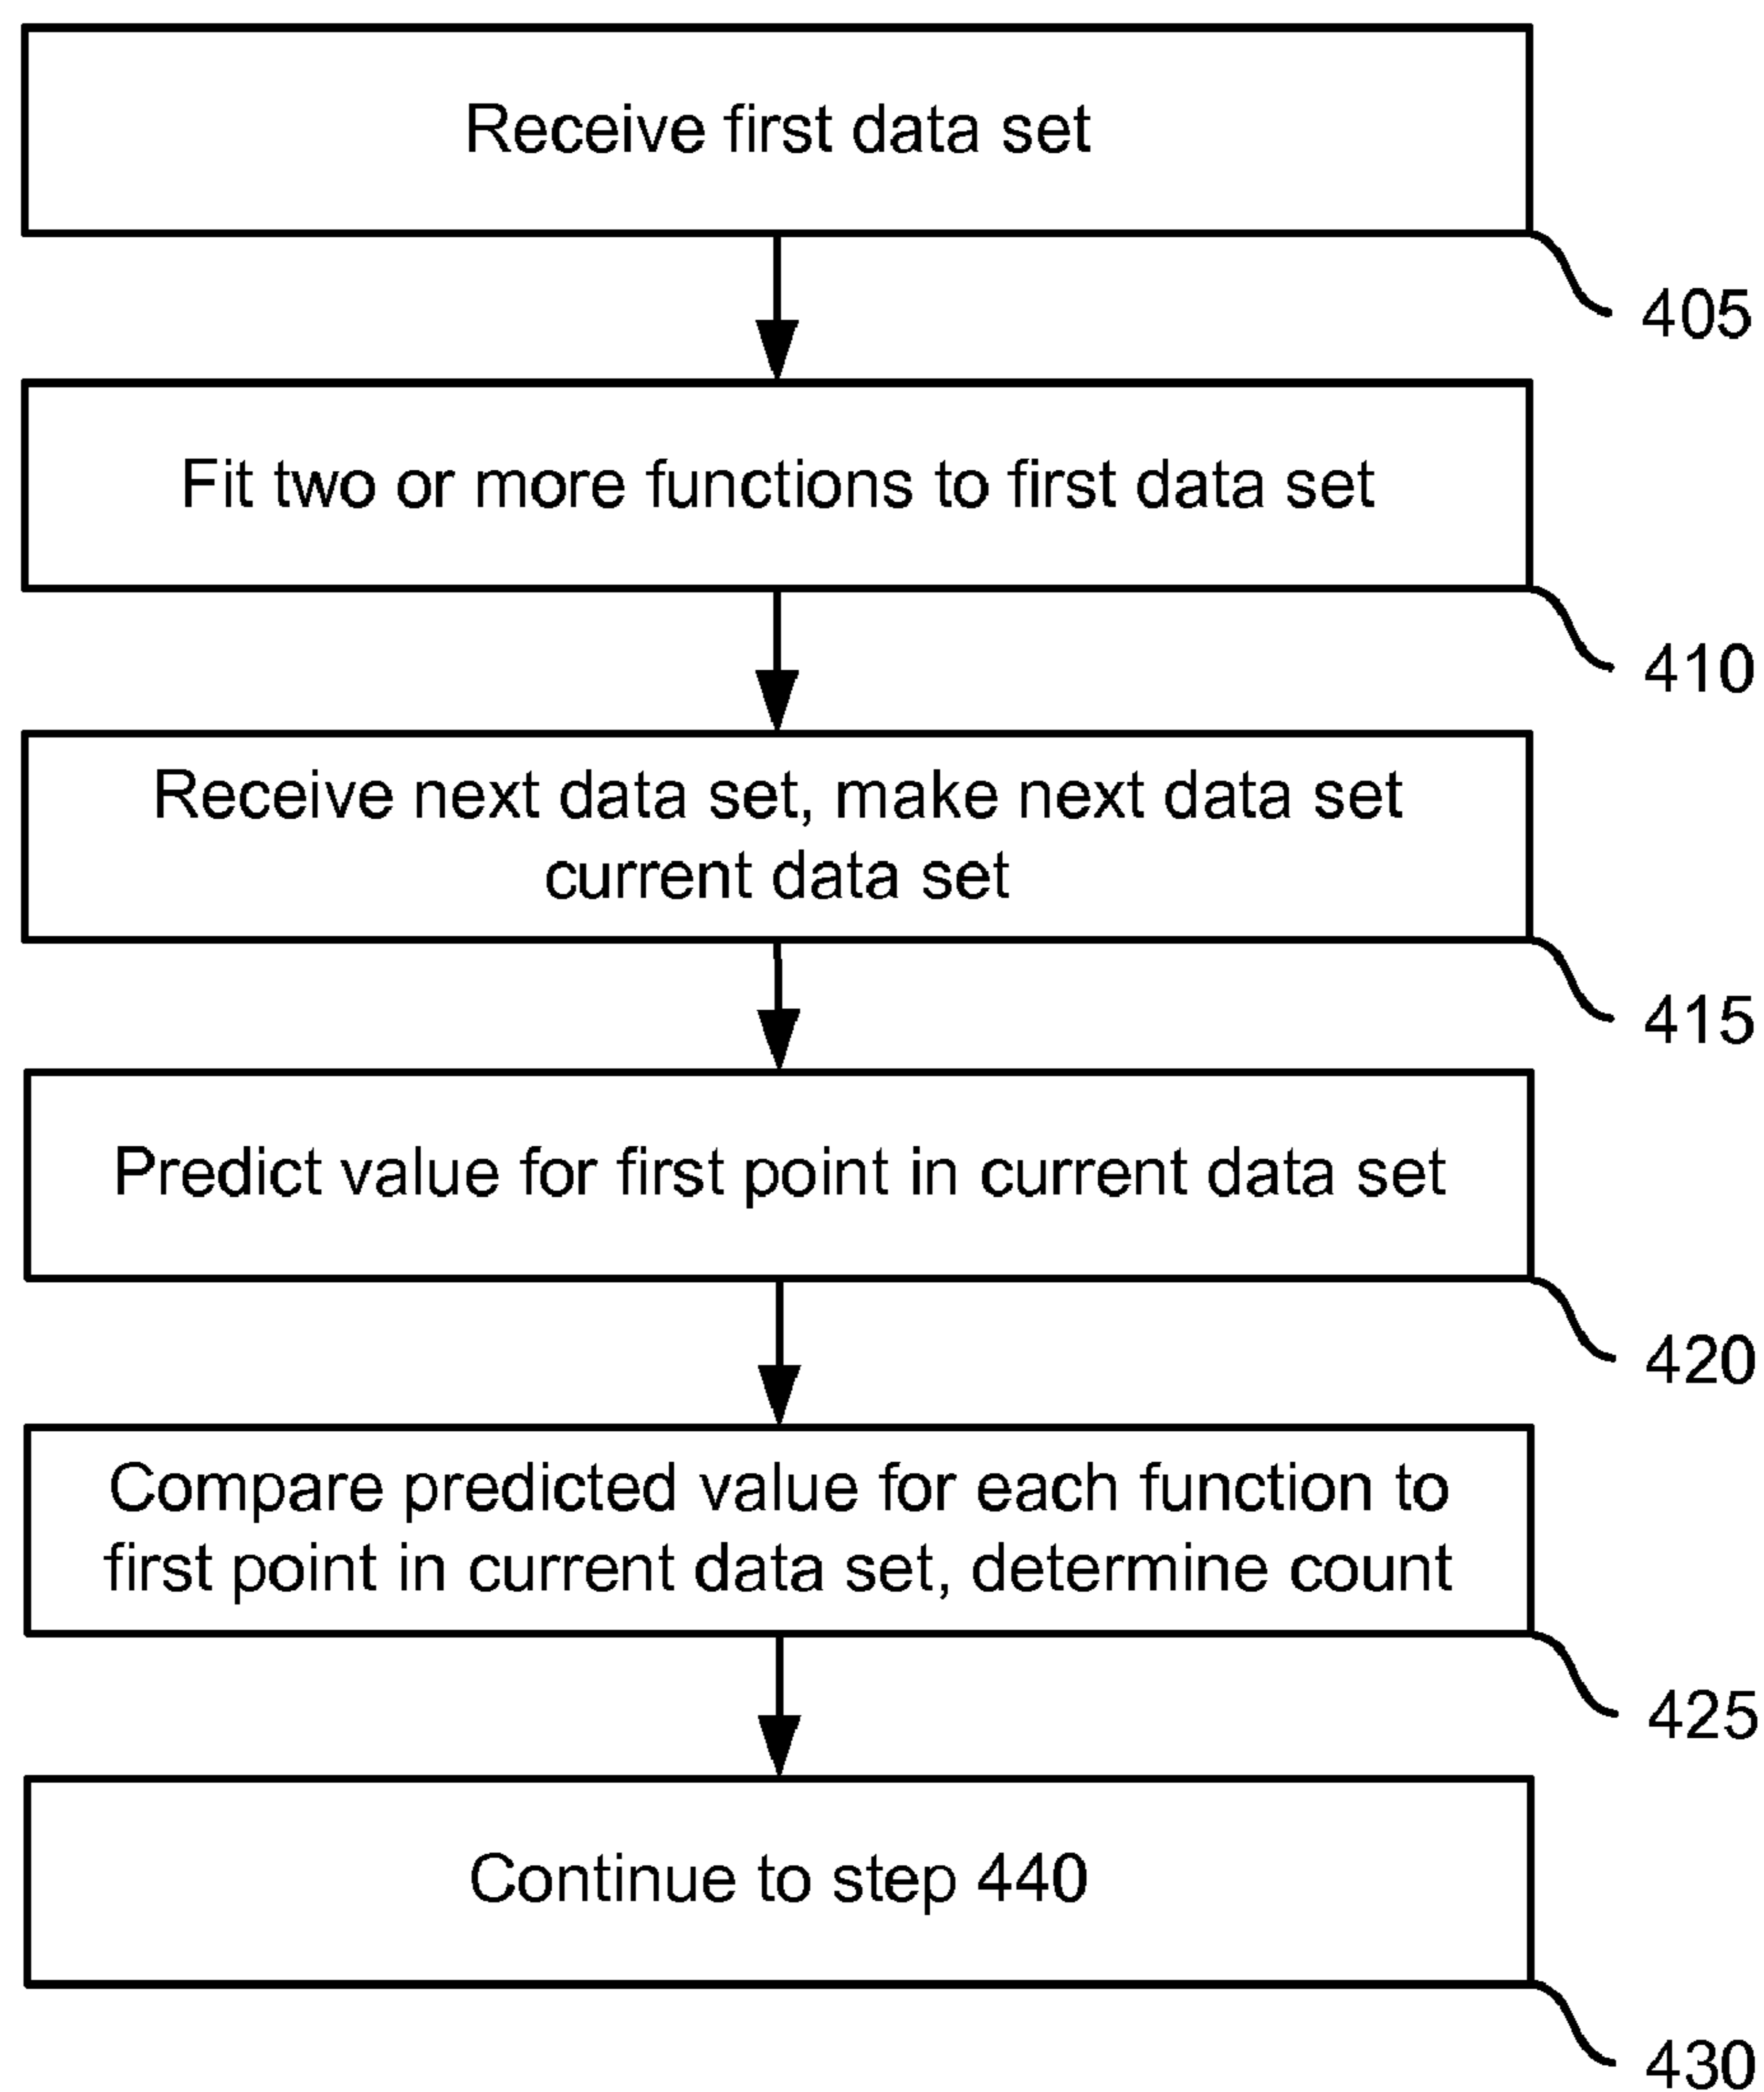 Receive first data set
405
Fit two or more functions to first data set
410
Receive next data set, make next data set
current data set
415
Predict value for first point in current data set
420
Compare predicted value for each function to
first point in current data set, determine count
425
Continue to step 440
430